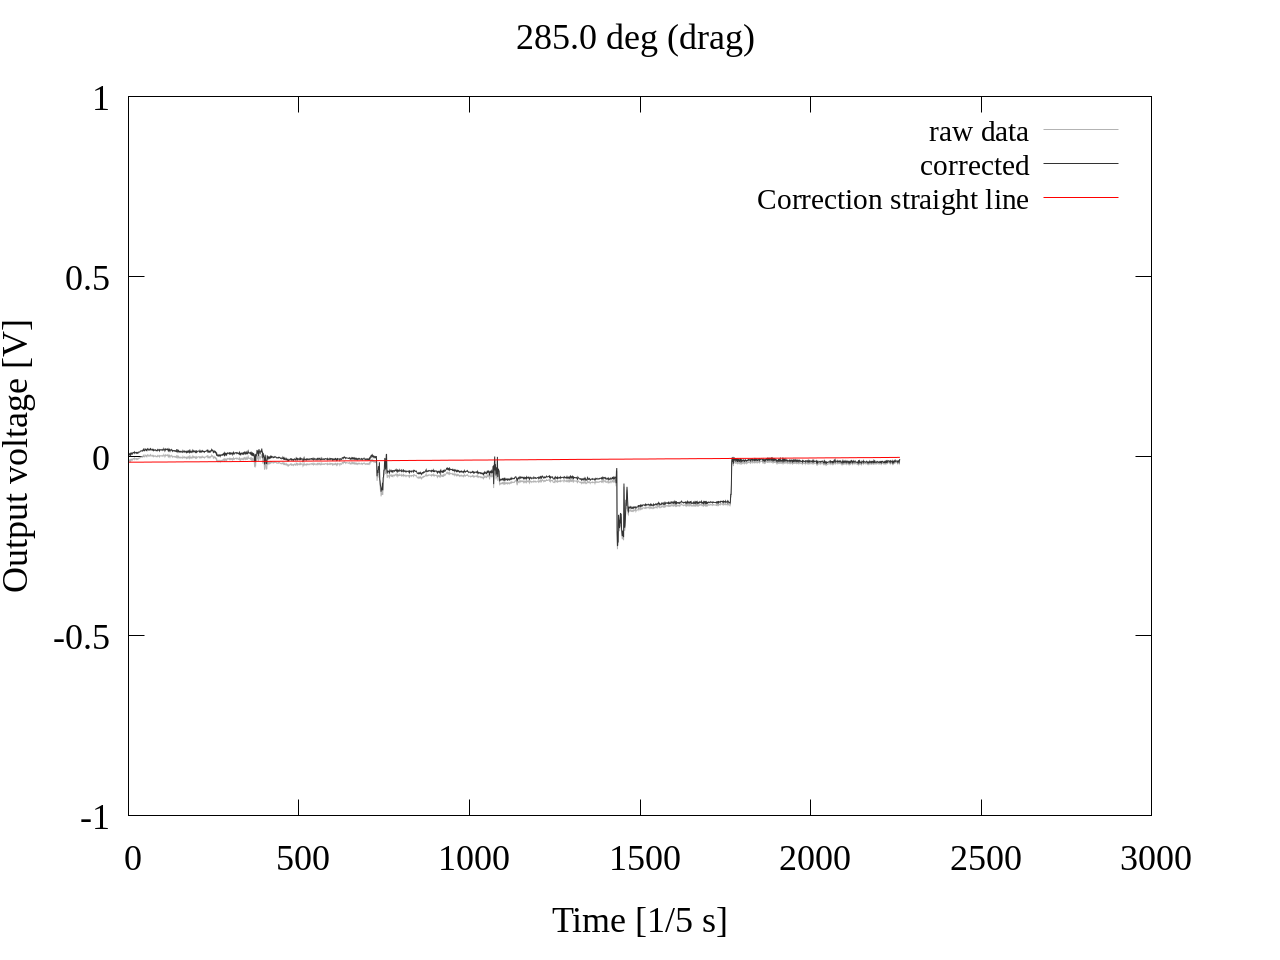 285.0 deg (drag)
1
0.5
0
-0.5
-1
Output voltage [V]
raw data
corrected
Correction straight line
0 500 1000 1500 2000 2500 3000
Time [1/5 s]